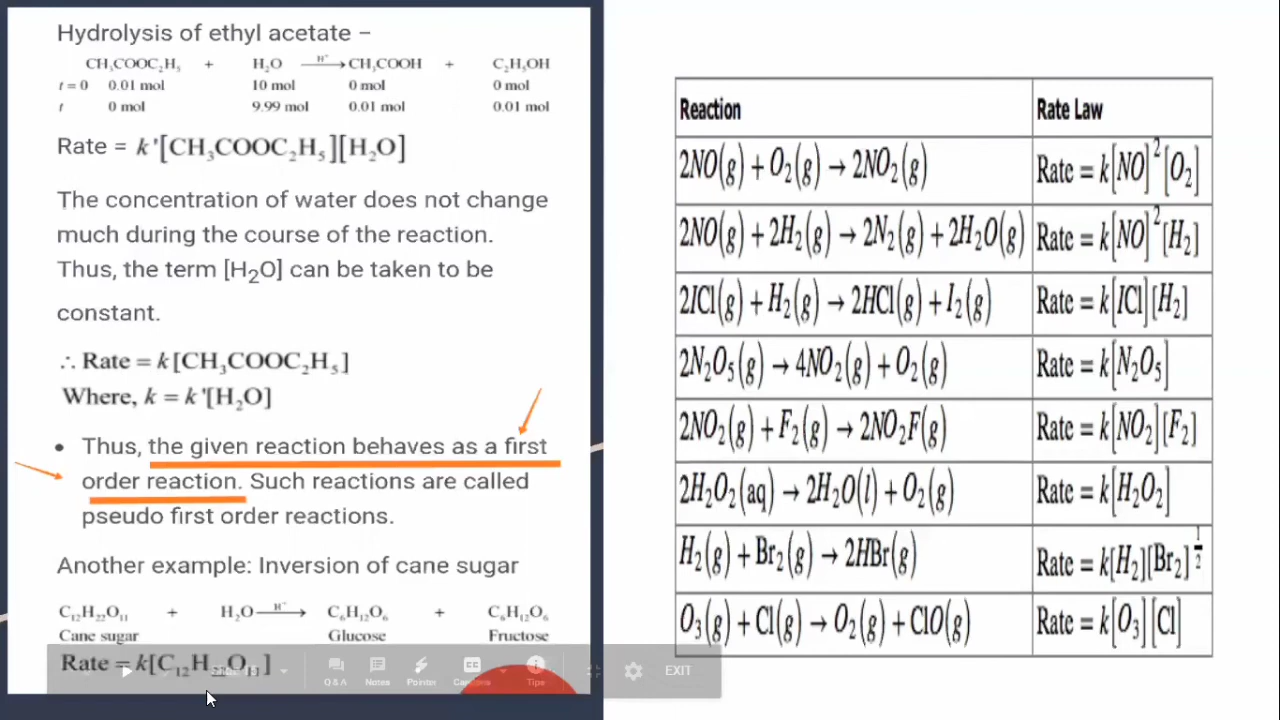 Hydrolysis of ethyl acetate –
CH₃COOC₂H₅ + H₂O —H⁺→ CH₃COOH + C₂H₅OH
t = 0 0.01 mol 10 mol 0 mol 0 mol
t 0 mol 9.99 mol 0.01 mol 0.01 mol
Rate = k'[CH₃COOC₂H₅][H₂O]
The concentration of water does not change
much during the course of the reaction.
Thus, the term [H₂O] can be taken to be
constant.
∴ Rate = k[CH₃COOC₂H₅]
Where, k = k'[H₂O]
• Thus, the given reaction behaves as a first
order reaction. Such reactions are called
pseudo first order reactions.
Another example: Inversion of cane sugar
C₁₂H₂₂O₁₁ + H₂O —H⁺→ C₆H₁₂O₆ + C₆H₁₂O₆
Cane sugar Glucose Fructose
Rate = k[C₁₂H₂₂O₁₁]
Q&A Notes Pointer Tips EXIT
Reaction Rate Law
2NO(g) + O₂(g) → 2NO₂(g) Rate = k[NO]²[O₂]
2NO(g) + 2H₂(g) → 2N₂(g) + 2H₂O(g) Rate = k[NO]²[H₂]
2ICl(g) + H₂(g) → 2HCl(g) + I₂(g) Rate = k[ICl][H₂]
2N₂O₅(g) → 4NO₂(g) + O₂(g) Rate = k[N₂O₅]
2NO₂(g) + F₂(g) → 2NO₂F(g) Rate = k[NO₂][F₂]
2H₂O₂(aq) → 2H₂O(l) + O₂(g) Rate = k[H₂O₂]
H₂(g) + Br₂(g) → 2HBr(g) Rate = k[H₂][Br₂]^½
O₃(g) + Cl(g) → O₂(g) + ClO(g) Rate = k[O₃][Cl]